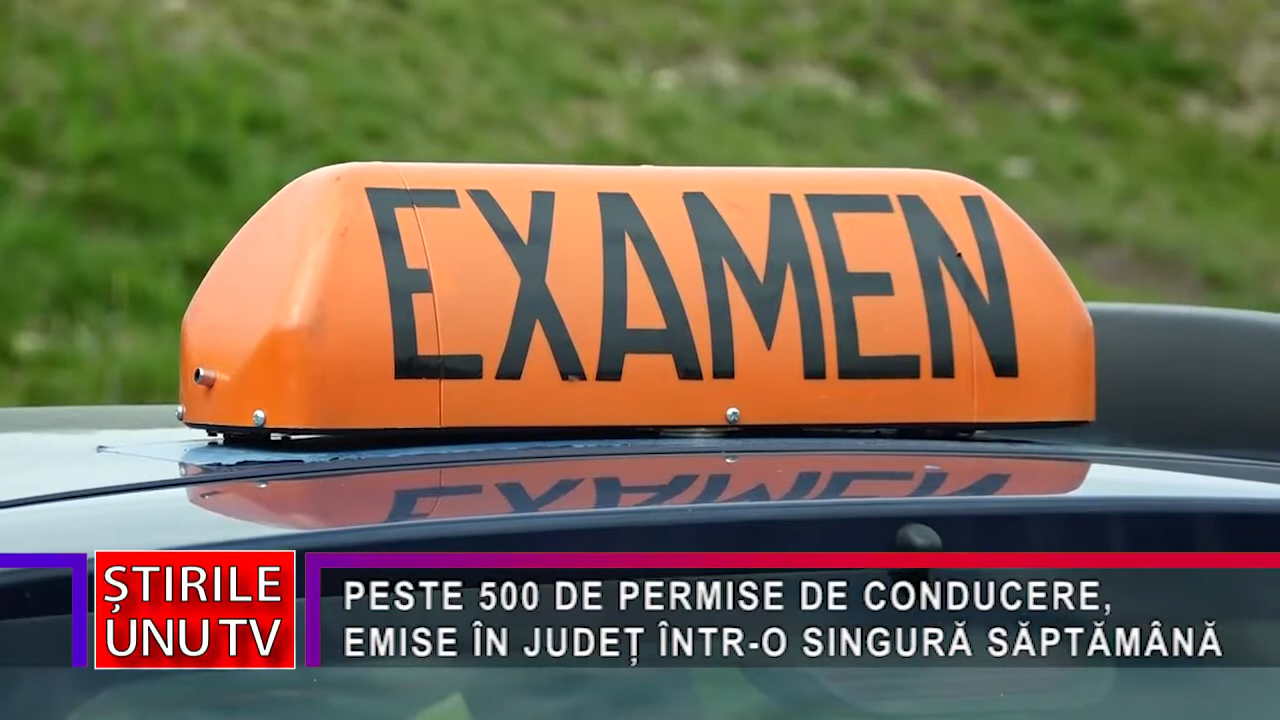 EXAMEN
ȘTIRILE
UNU TV
PESTE 500 DE PERMISE DE CONDUCERE,
EMISE ÎN JUDEȚ ÎNTR-O SINGURĂ SĂPTĂMÂNĂ